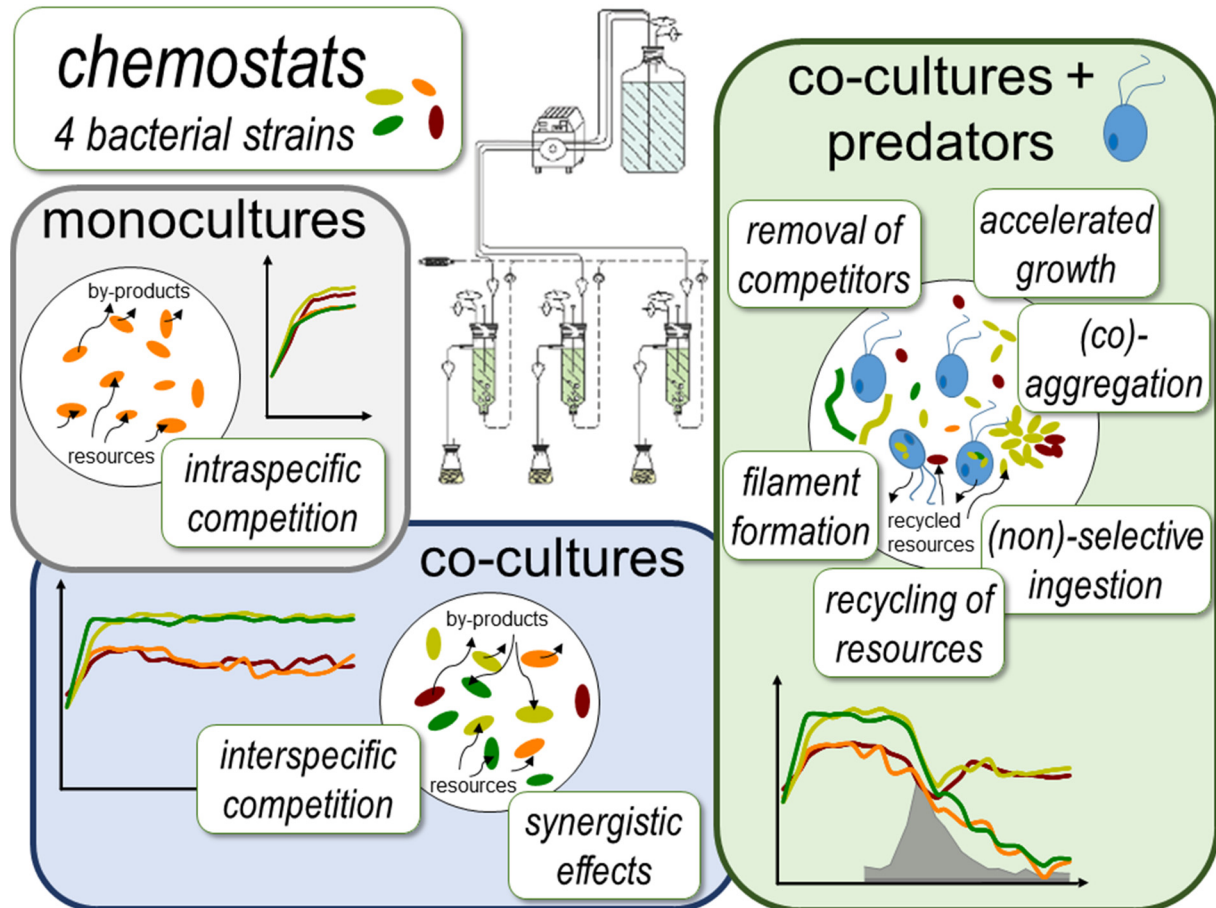 chemostats
4 bacterial strains
monocultures
by-products
resources
intraspecific
competition
co-cultures
by-products
resources
interspecific
competition
synergistic
effects
co-cultures +
predators
removal of
competitors
accelerated
growth
(co)-
aggregation
filament
formation
recycled
resources
(non)-selective
ingestion
recycling of
resources